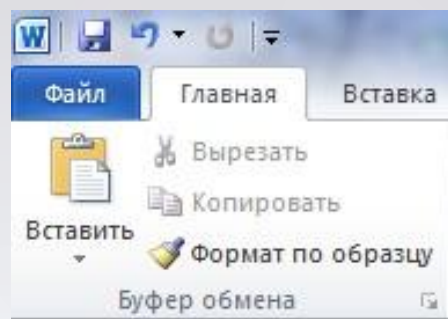 W
Файл Главная Вставка
Вырезать
Копировать
Вставить
Формат по образцу
Буфер обмена